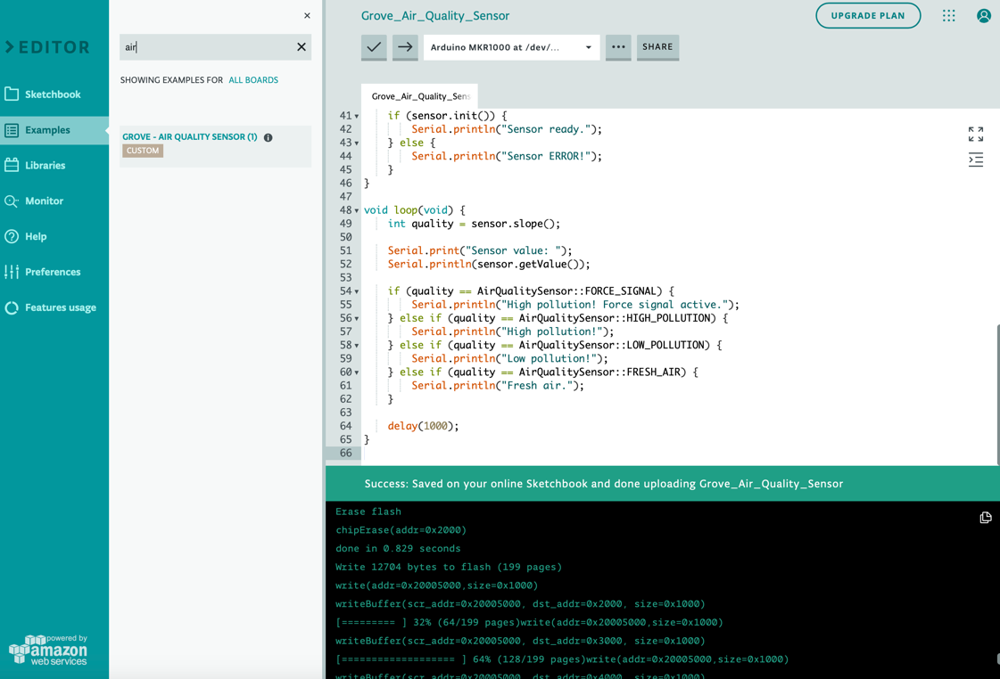 EDITOR
Sketchbook
Examples
Libraries
Monitor
Help
Preferences
Features usage
powered by
amazon
web services
air
SHOWING EXAMPLES FOR ALL BOARDS
GROVE - AIR QUALITY SENSOR (1)
CUSTOM
Grove_Air_Quality_Sensor
UPGRADE PLAN
Arduino MKR1000 at /dev/...
SHARE
Grove_Air_Quality_Sens
41 if (sensor.init()) {
42 Serial.println("Sensor ready.");
43 } else {
44 Serial.println("Sensor ERROR!");
45 }
46 }
47
48 void loop(void) {
49 int quality = sensor.slope();
50
51 Serial.print("Sensor value: ");
52 Serial.println(sensor.getValue());
53
54 if (quality == AirQualitySensor::FORCE_SIGNAL) {
55 Serial.println("High pollution! Force signal active.");
56 } else if (quality == AirQualitySensor::HIGH_POLLUTION) {
57 Serial.println("High pollution!");
58 } else if (quality == AirQualitySensor::LOW_POLLUTION) {
59 Serial.println("Low pollution!");
60 } else if (quality == AirQualitySensor::FRESH_AIR) {
61 Serial.println("Fresh air.");
62 }
63
64 delay(1000);
65 }
66
Success: Saved on your online Sketchbook and done uploading Grove_Air_Quality_Sensor
Erase flash
chipErase(addr=0x2000)
done in 0.829 seconds
Write 12704 bytes to flash (199 pages)
write(addr=0x20005000,size=0x1000)
writeBuffer(scr_addr=0x20005000, dst_addr=0x2000, size=0x1000)
[========= ] 32% (64/199 pages)write(addr=0x20005000,size=0x1000)
writeBuffer(scr_addr=0x20005000, dst_addr=0x3000, size=0x1000)
[=================== ] 64% (128/199 pages)write(addr=0x20005000,size=0x1000)
writeBuffer(scr_addr=0x20005000, dst_addr=0x4000, size=0x1000)